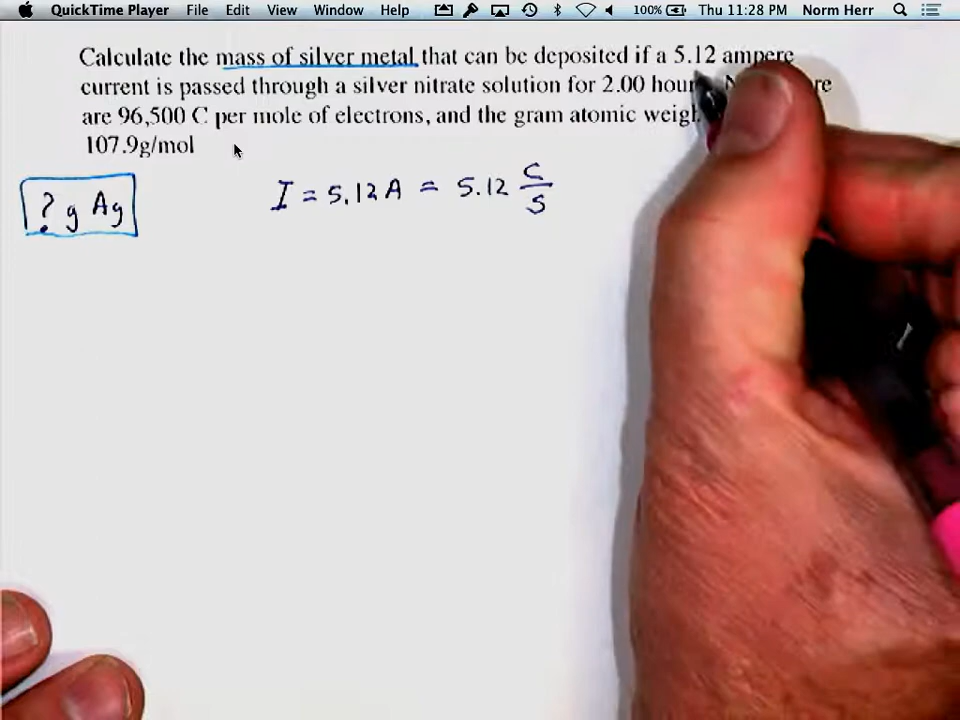 QuickTime Player File Edit View Window Help 100% Thu 11:28 PM Norm Herr
Calculate the mass of silver metal that can be deposited if a 5.12 ampere
current is passed through a silver nitrate solution for 2.00 hour re
are 96,500 C per mole of electrons, and the gram atomic weig
107.9g/mol
? g Ag
I = 5.12 A = 5.12 C/S